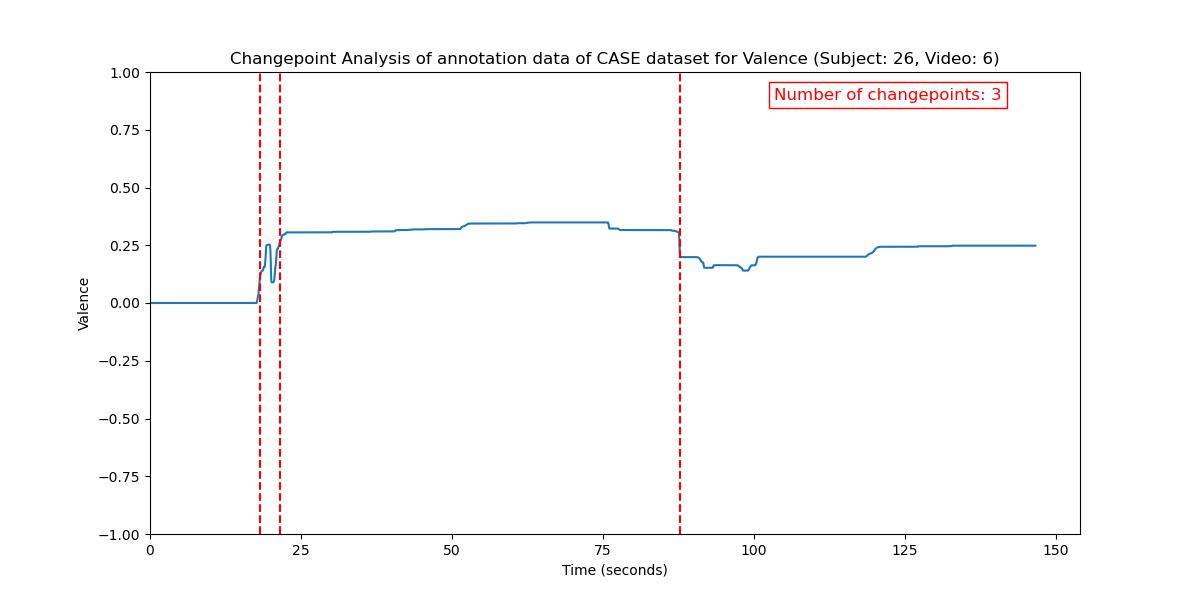 Changepoint Analysis of annotation data of CASE dataset for Valence (Subject: 26, Video: 6)
Number of changepoints: 3
1.00
0.75
0.50
0.25
0.00
−0.25
−0.50
−0.75
−1.00
Valence
0 25 50 75 100 125 150
Time (seconds)